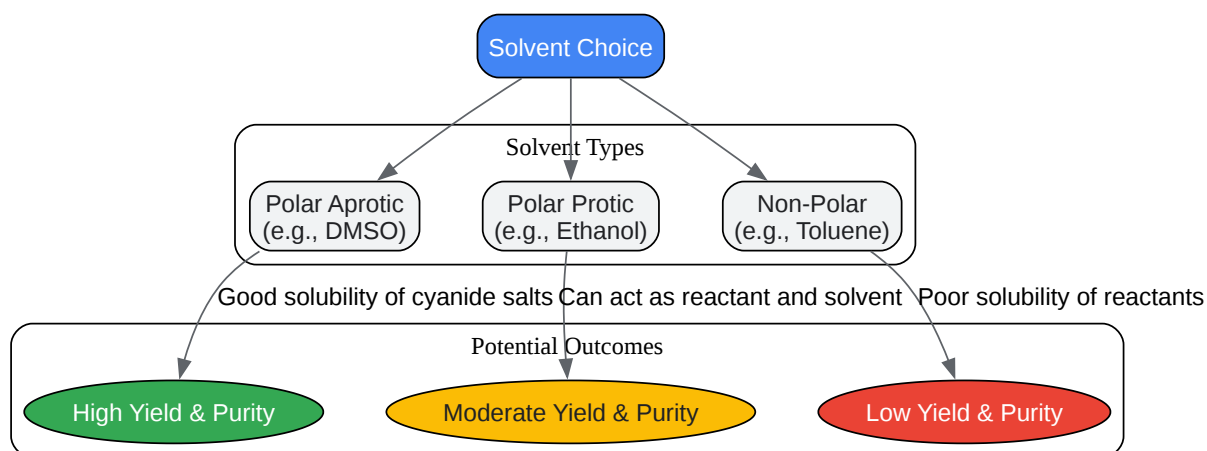 Solvent Choice
Solvent Types
Polar Aprotic
(e.g., DMSO)
Polar Protic
(e.g., Ethanol)
Non-Polar
(e.g., Toluene)
Good solubility of cyanide salts
Can act as reactant and solvent
Poor solubility of reactants
Potential Outcomes
High Yield & Purity
Moderate Yield & Purity
Low Yield & Purity